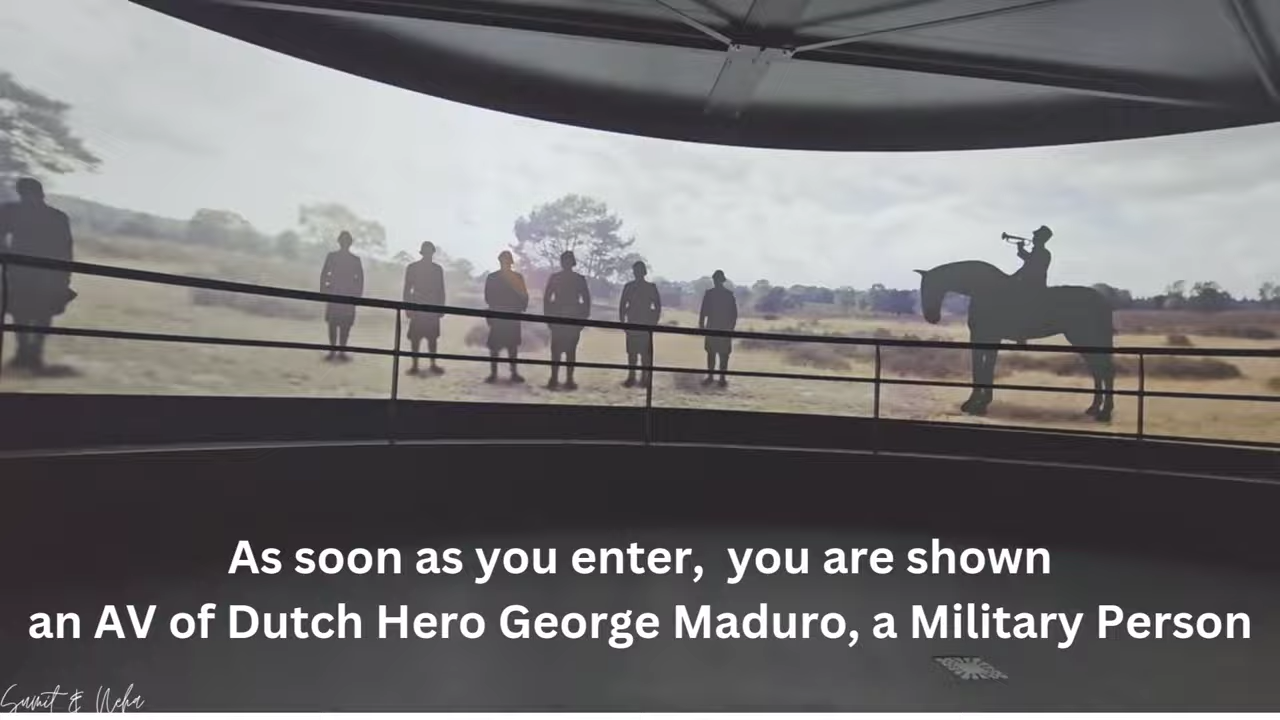 As soon as you enter, you are shown
an AV of Dutch Hero George Maduro, a Military Person
Sumit & Neha